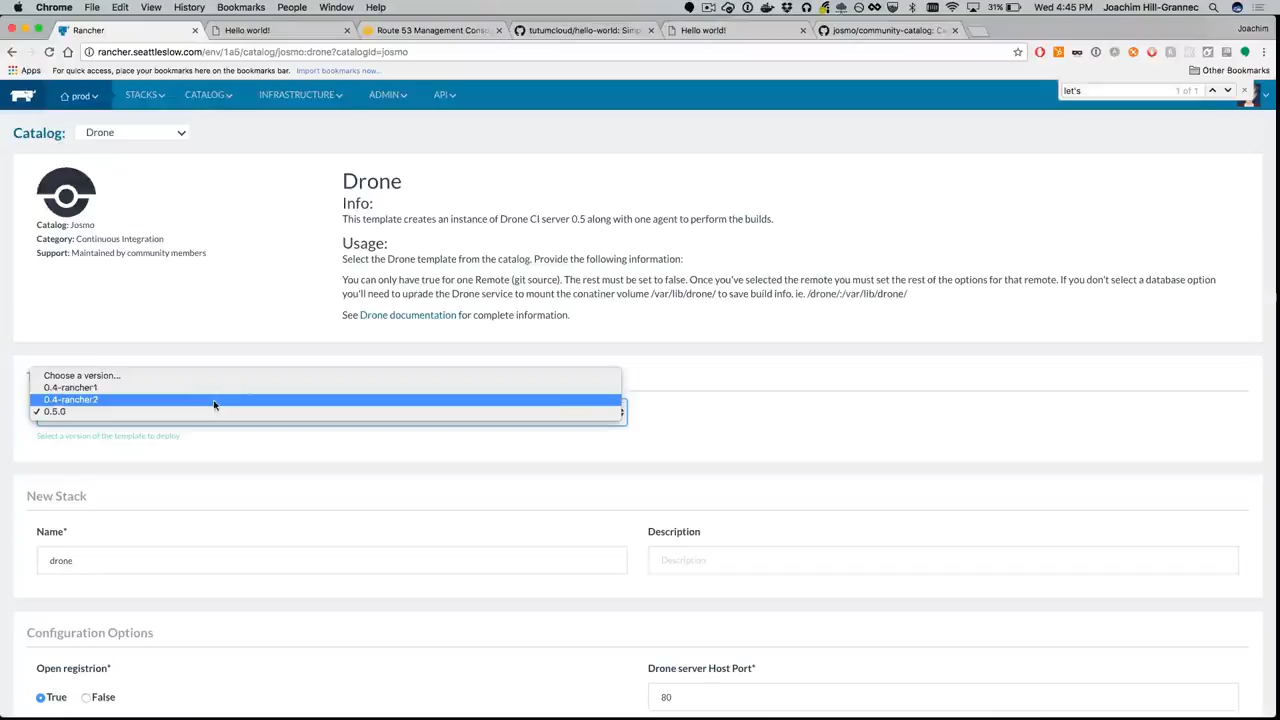 Chrome File Edit View History Bookmarks People Window Help 31% Wed 4:45 PM Joachim Hill-Grannec
Rancher Hello world! Route 53 Management Conso tutumcloud/hello-world: Simp Hello world! josmo/community-catalog: Ca Joachim
rancher.seattleslow.com/env/1a5/catalog/josmo:drone?catalogId=josmo
Apps For quick access, place your bookmarks here on the bookmarks bar. Import bookmarks now... Other Bookmarks
let's 1 of 1
prod STACKS CATALOG INFRASTRUCTURE ADMIN API
Catalog: Drone
Catalog: Josmo
Category: Continuous Integration
Support: Maintained by community members
Drone
Info:
This template creates an instance of Drone CI server 0.5 along with one agent to perform the builds.
Usage:
Select the Drone template from the catalog. Provide the following information:
You can only have true for one Remote (git source). The rest must be set to false. Once you've selected the remote you must set the rest of the options for that remote. If you don't select a database option
you'll need to uprade the Drone service to mount the conatiner volume /var/lib/drone/ to save build info. ie. /drone/:/var/lib/drone/
See Drone documentation for complete information.
Choose a version...
0.4-rancher1
0.4-rancher2
✓ 0.5.0
Select a version of the template to deploy
New Stack
Name* Description
drone Description
Configuration Options
Open registrion* Drone server Host Port*
True False 80